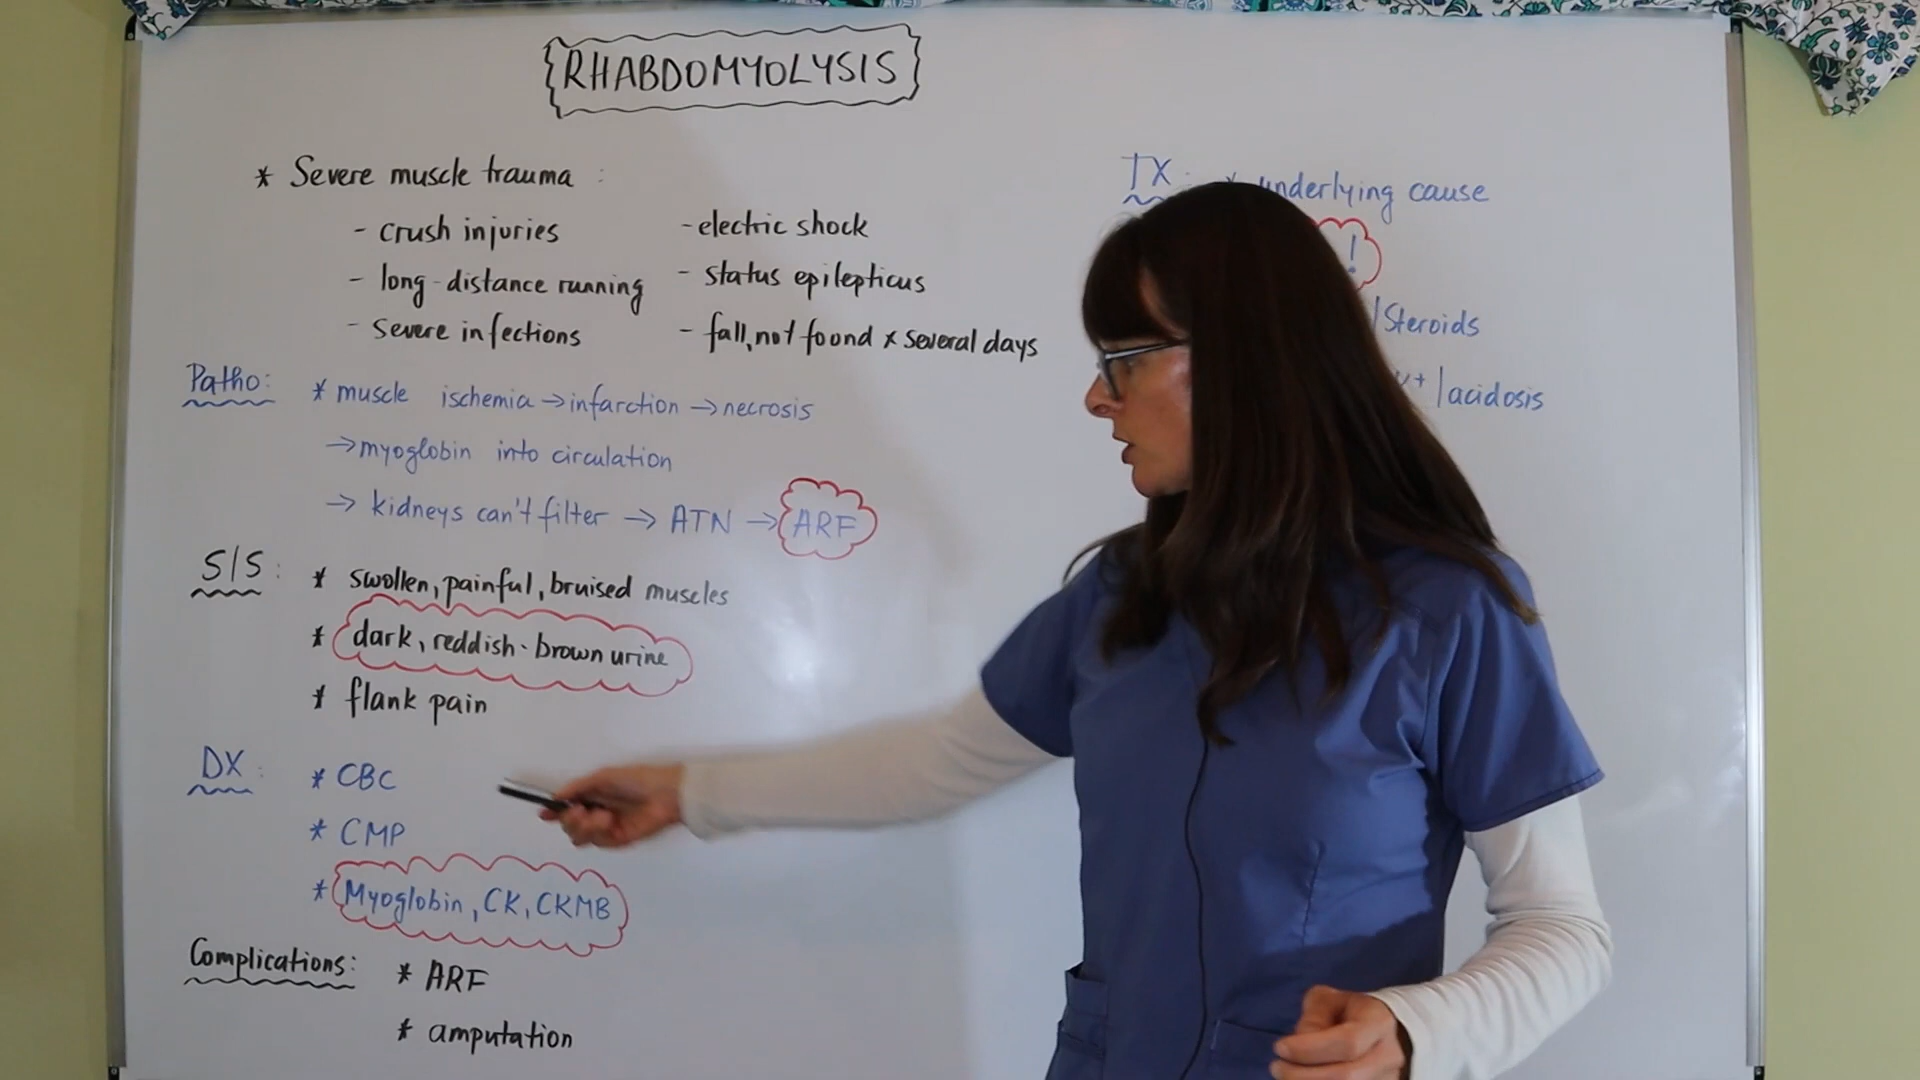 RHABDOMYOLYSIS
* Severe muscle trauma :
- crush injuries
- long-distance running
- severe infections
- electric shock
- status epilepticus
- fall, not found x several days
Patho:
* muscle ischemia → infarction → necrosis
→ myoglobin into circulation
→ kidneys can't filter → ATN → ARF
S/S :
* swollen, painful, bruised muscles
* dark, reddish-brown urine
* flank pain
DX :
* CBC
* CMP
* Myoglobin, CK, CKMB
Complications:
* ARF
* amputation
TX :
* underlying cause
!
/Steroids
+ /acidosis